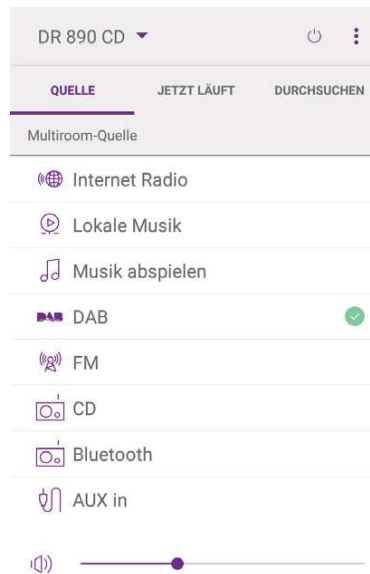 DR 890 CD
QUELLE JETZT LÄUFT DURCHSUCHEN
Multiroom-Quelle
Internet Radio
Lokale Musik
Musik abspielen
DAB DAB
FM
CD
Bluetooth
AUX in